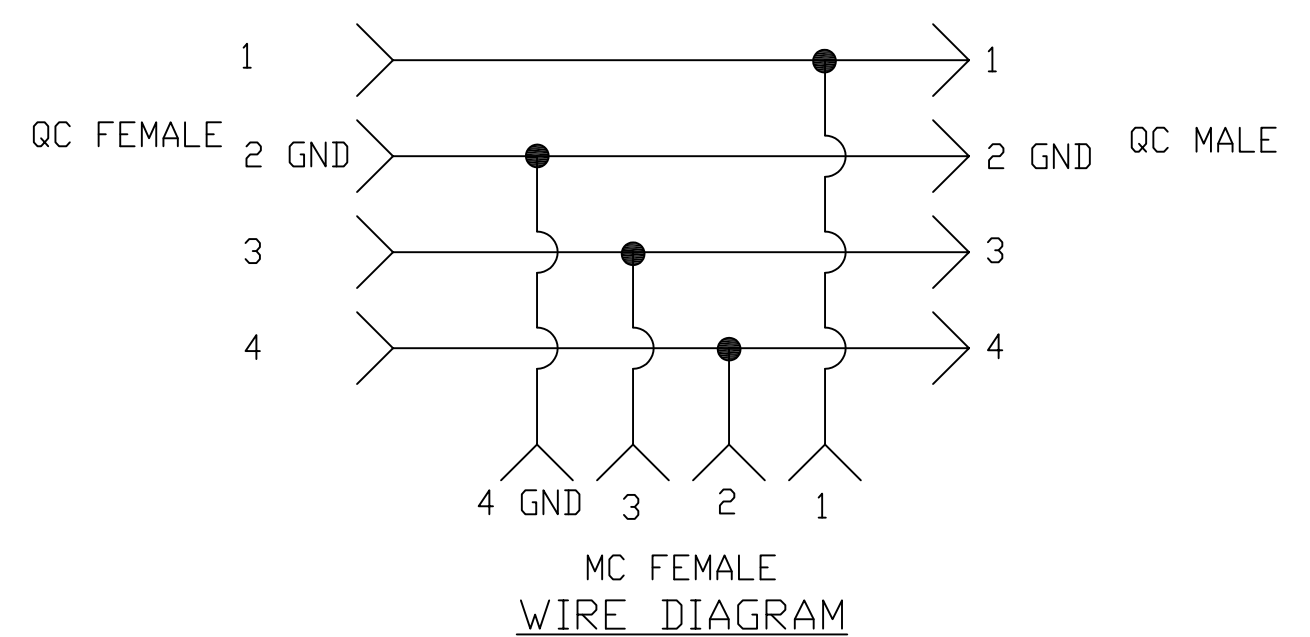 1 1
QC FEMALE 2 GND 2 GND QC MALE
3 3
4 4
4 GND 3 2 1
MC FEMALE
WIRE DIAGRAM